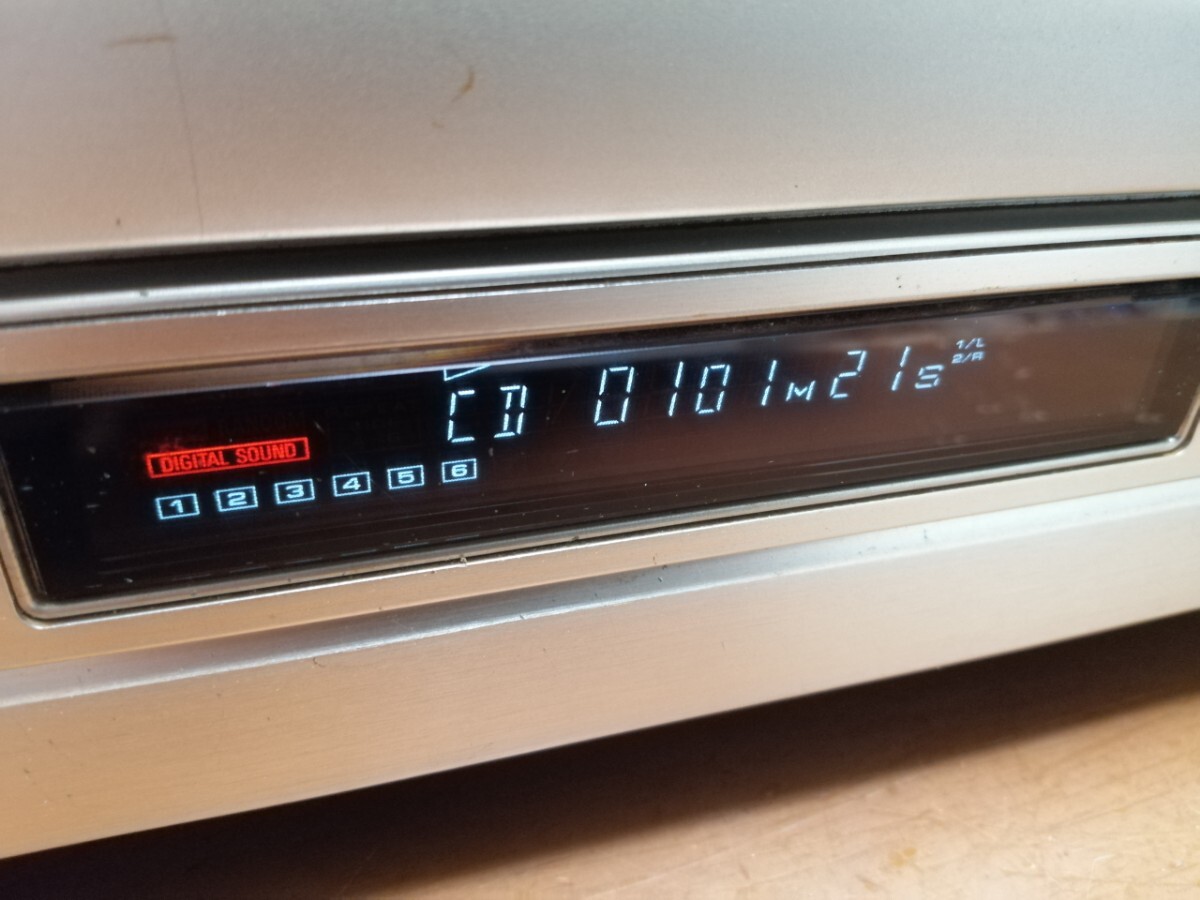 CD 0101M21S
1/L
2/R
DIGITAL SOUND
1 2 3 4 5 6